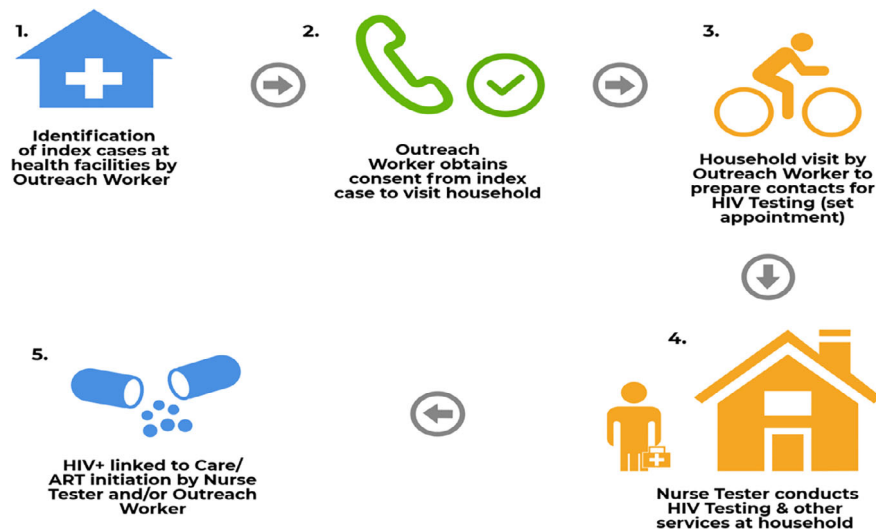 1.
Identification
of index cases at
health facilities by
Outreach Worker
2.
Outreach
Worker obtains
consent from index
case to visit household
3.
Household visit by
Outreach Worker to
prepare contacts for
HIV Testing (set
appointment)
4.
Nurse Tester conducts
HIV Testing & other
services at household
5.
HIV+ linked to Care/
ART initiation by Nurse
Tester and/or Outreach
Worker